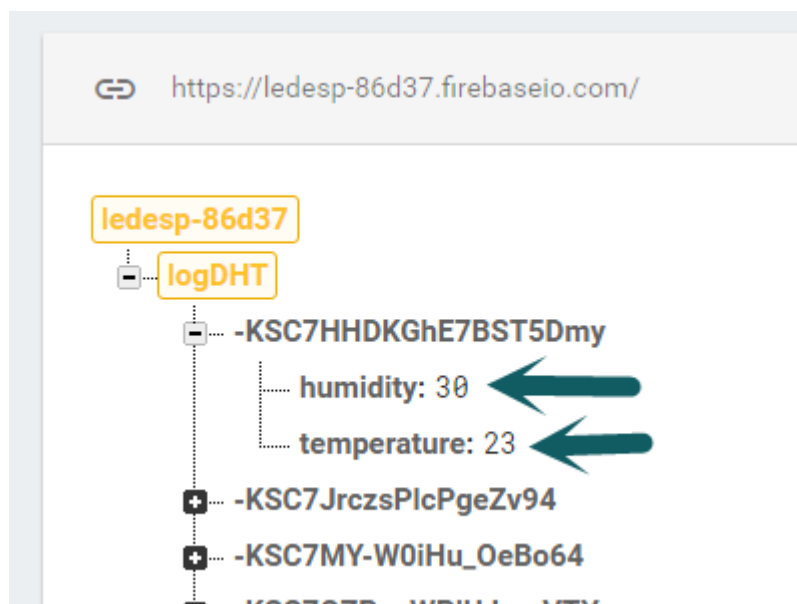 https://ledesp-86d37.firebaseio.com/
ledesp-86d37
logDHT
-KSC7HHDKGhE7BST5Dmy
humidity: 30
temperature: 23
-KSC7JrczsPlcPgeZv94
-KSC7MY-W0iHu_OeBo64